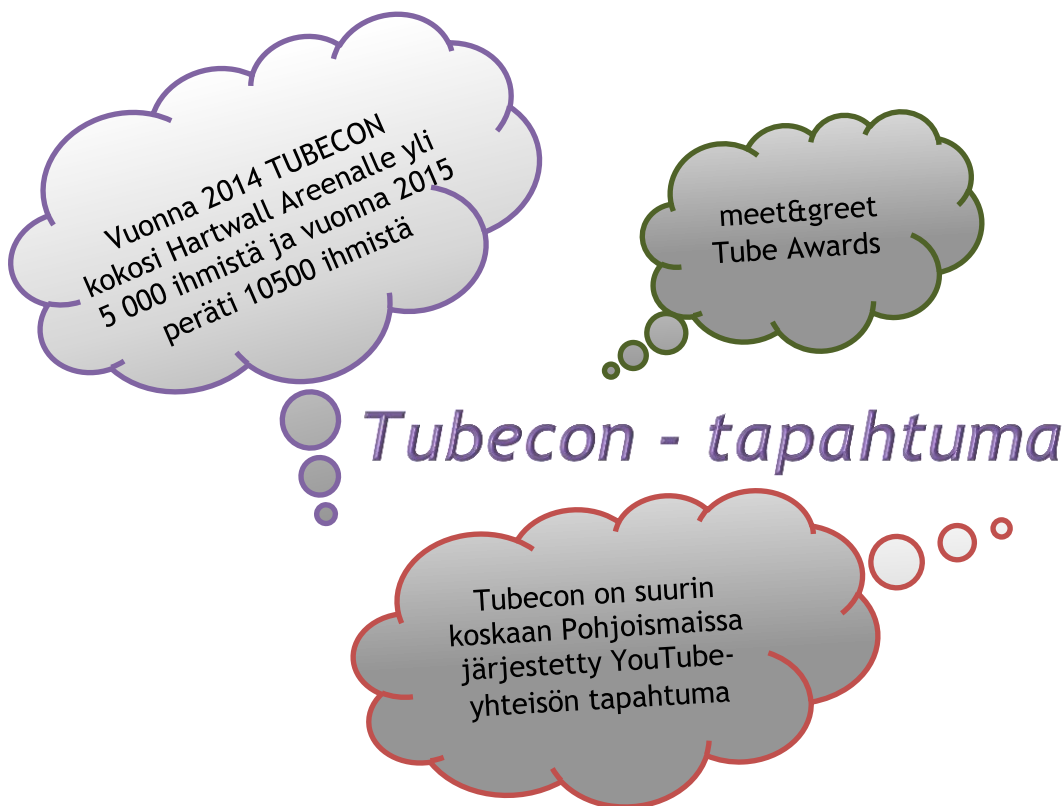 Vuonna 2014 TUBECON
kokosi Hartwall Areenalle yli
5 000 ihmistä ja vuonna 2015
peräti 10500 ihmistä
meet&greet
Tube Awards
Tubecon - tapahtuma
Tubecon on suurin
koskaan Pohjoismaissa
järjestetty YouTube-
yhteisön tapahtuma